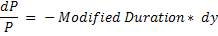 dP/P = − Modified Duration ∗ dy